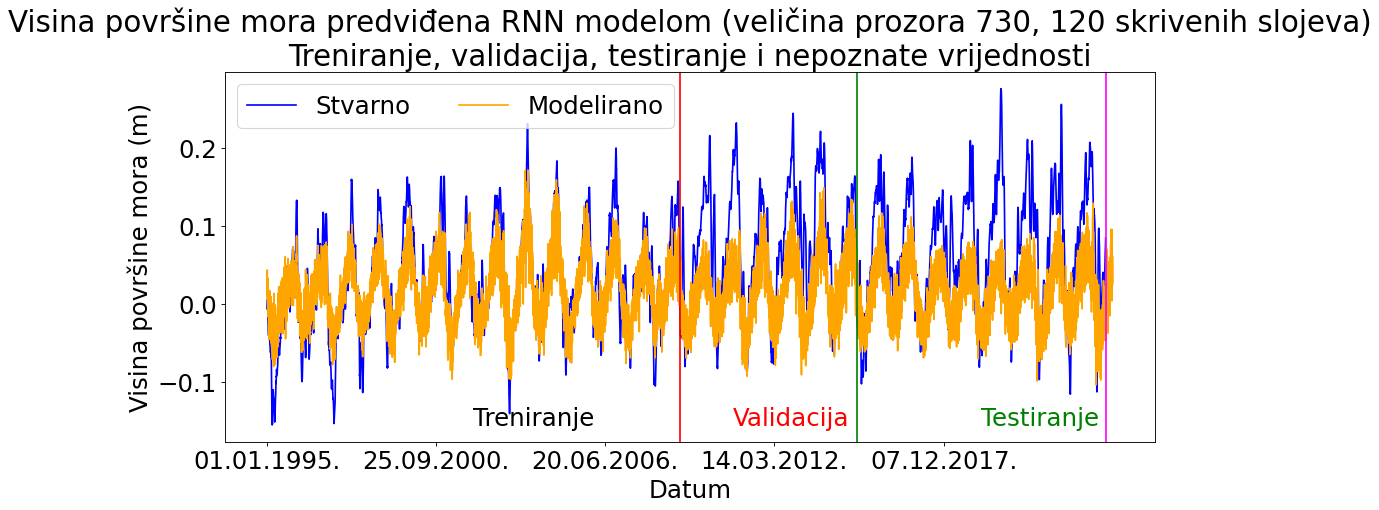 Visina površine mora predviđena RNN modelom (veličina prozora 730, 120 skrivenih slojeva)
Treniranje, validacija, testiranje i nepoznate vrijednosti
Stvarno Modelirano
Visina površine mora (m)
0.2
0.1
0.0
−0.1
Treniranje Validacija Testiranje
01.01.1995. 25.09.2000. 20.06.2006. 14.03.2012. 07.12.2017.
Datum